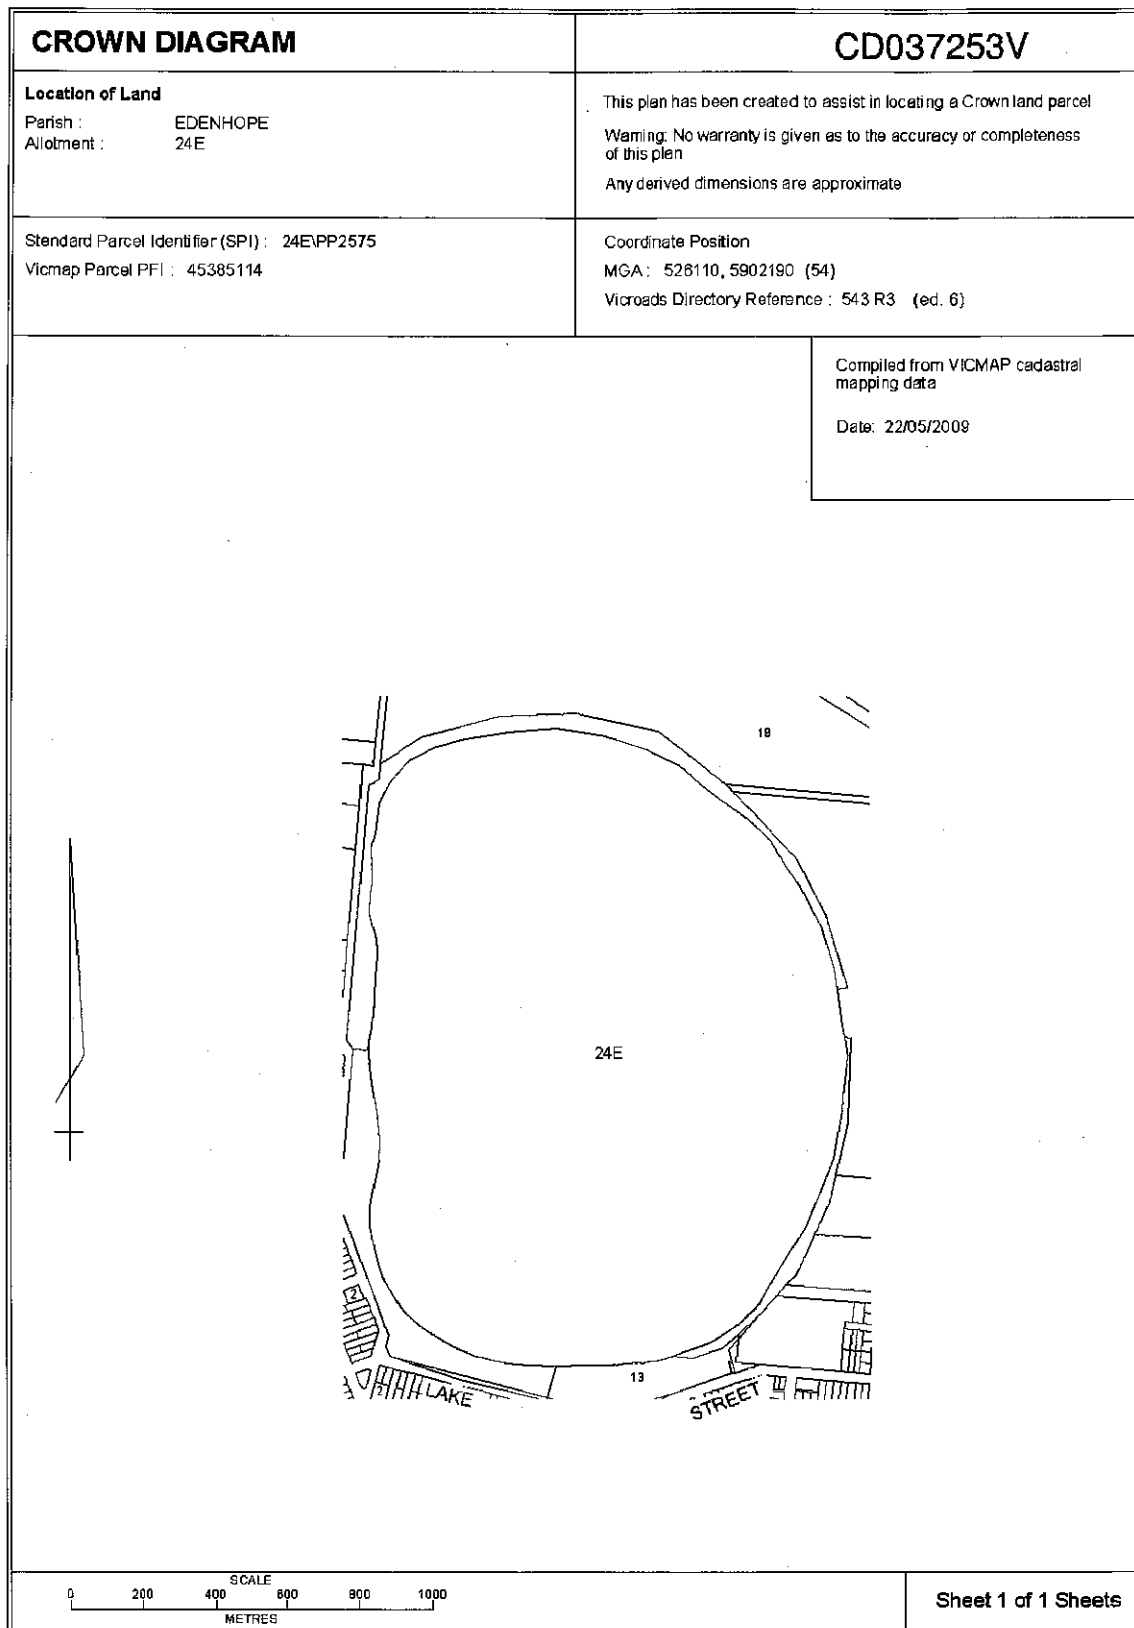 CROWN DIAGRAM
CD037253V
Location of Land
Parish : EDENHOPE
Allotment : 24E
This plan has been created to assist in locating a Crown land parcel
Warning: No warranty is given as to the accuracy or completeness
of this plan
Any derived dimensions are approximate
Standard Parcel Identifier (SPI) : 24E\PP2575
Vicmap Parcel PFI : 45385114
Coordinate Position
MGA : 526110, 5902190 (54)
Vicroads Directory Reference : 543 R3 (ed. 6)
Compiled from VICMAP cadastral
mapping data
Date: 22/05/2009
24E
2
13
2
LAKE
STREET
SCALE
0 200 400 600 800 1000
METRES
Sheet 1 of 1 Sheets